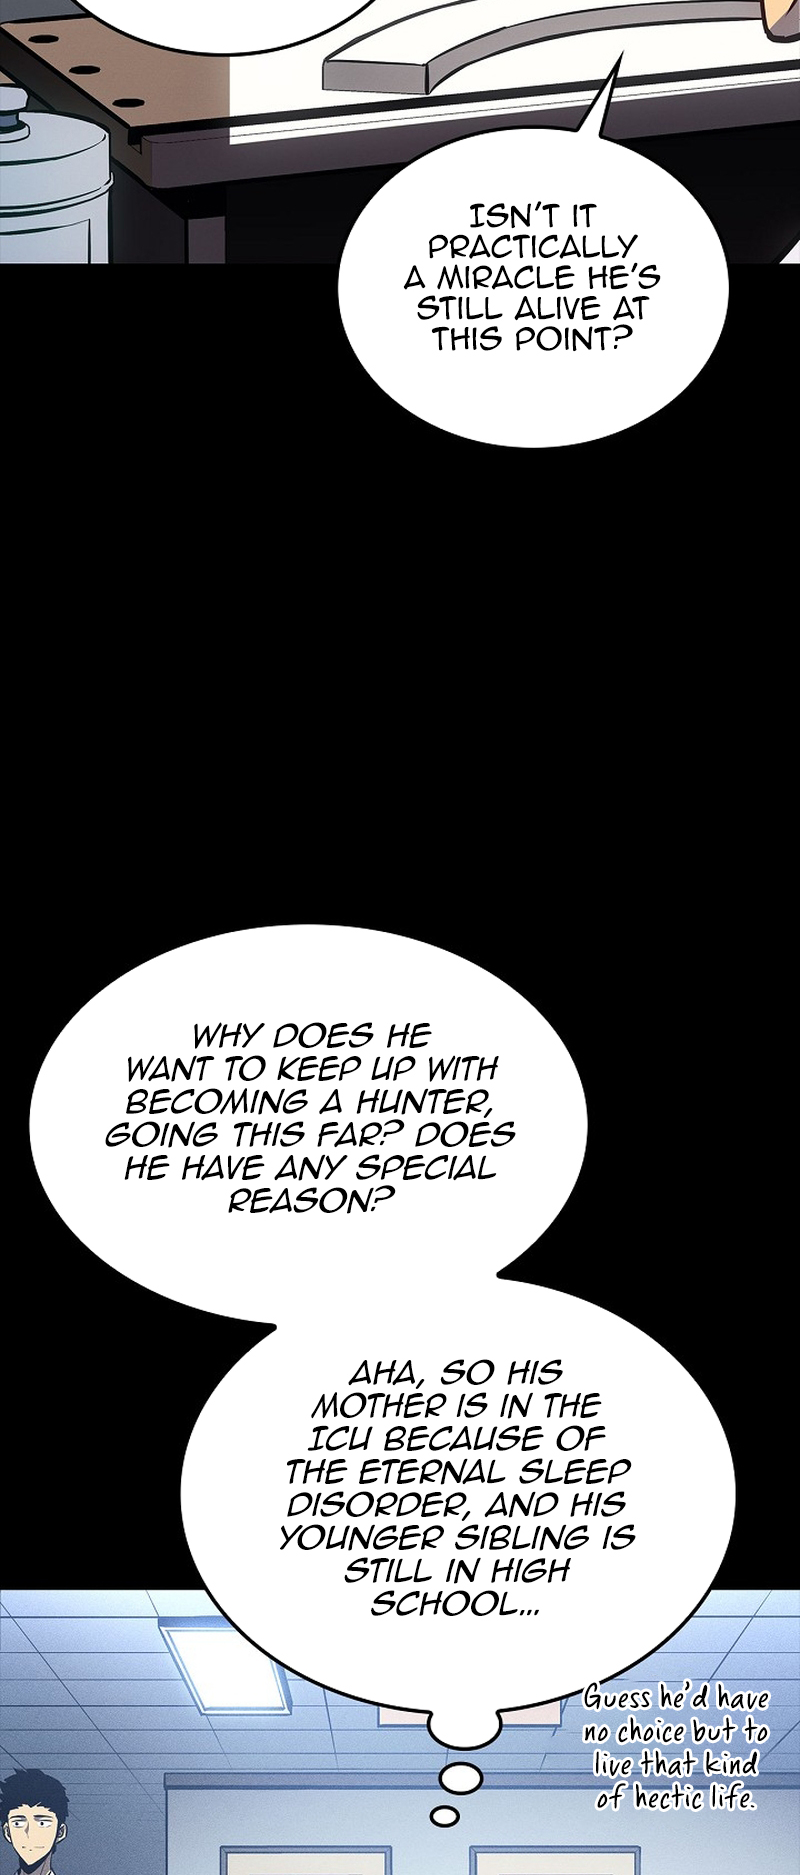 ISN'T IT
PRACTICALLY
A MIRACLE HE'S
STILL ALIVE AT
THIS POINT?
WHY DOES HE
WANT TO KEEP UP WITH
BECOMING A HUNTER,
GOING THIS FAR? DOES
HE HAVE ANY SPECIAL
REASON?
AHA, SO HIS
MOTHER IS IN THE
ICU BECAUSE OF
THE ETERNAL SLEEP
DISORDER, AND HIS
YOUNGER SIBLING IS
STILL IN HIGH
SCHOOL...
Guess he'd have
no choice but to
live that kind
of hectic life.